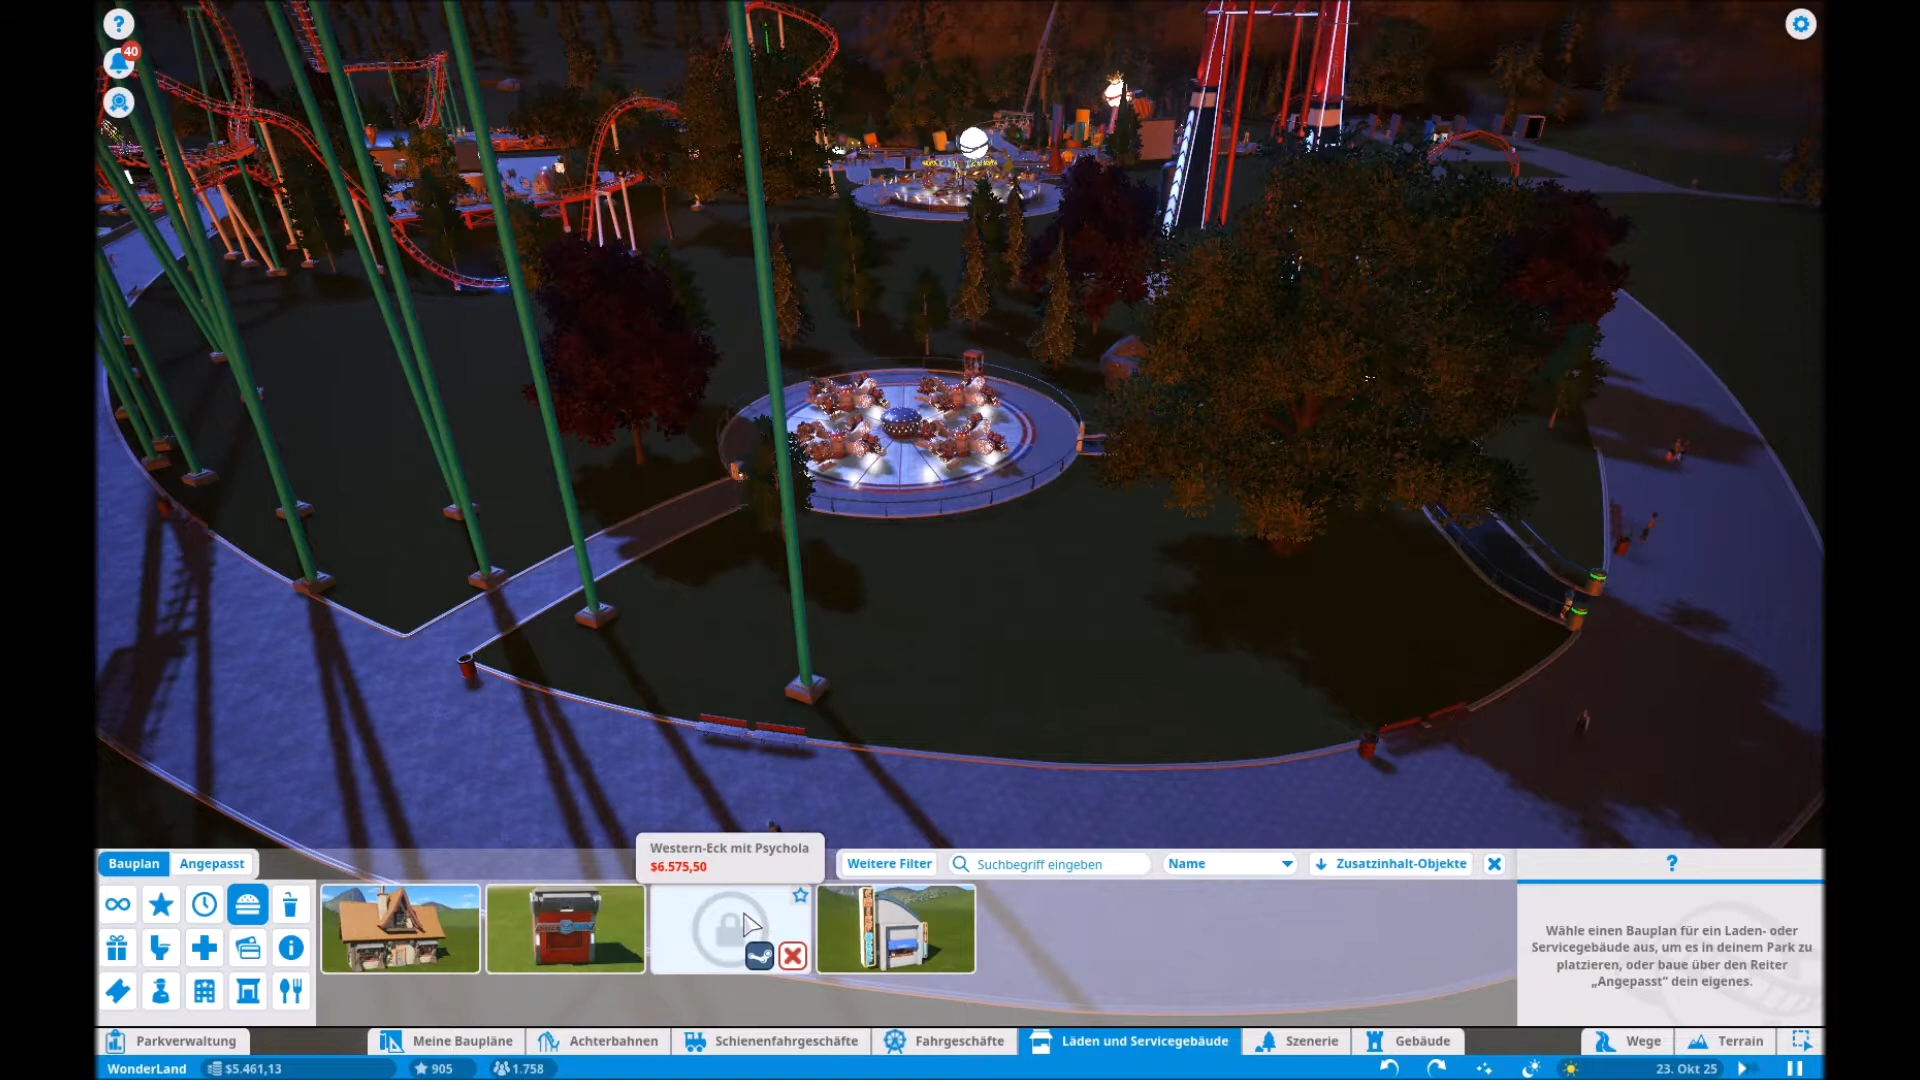 ?
40
Western-Eck mit Psychola
$6.575,50
Bauplan
Angepasst
Weitere Filter
Suchbegriff eingeben
Name
Zusatzinhalt-Objekte
?
Wähle einen Bauplan für ein Laden- oder
Servicegebäude aus, um es in deinem Park zu
platzieren, oder baue über den Reiter
„Angepasst“ dein eigenes.
Parkverwaltung
Meine Baupläne
Achterbahnen
Schienenfahrgeschäfte
Fahrgeschäfte
Läden und Servicegebäude
Szenerie
Gebäude
Wege
Terrain
WonderLand
$5.461,13
905
1.758
23. Okt 25